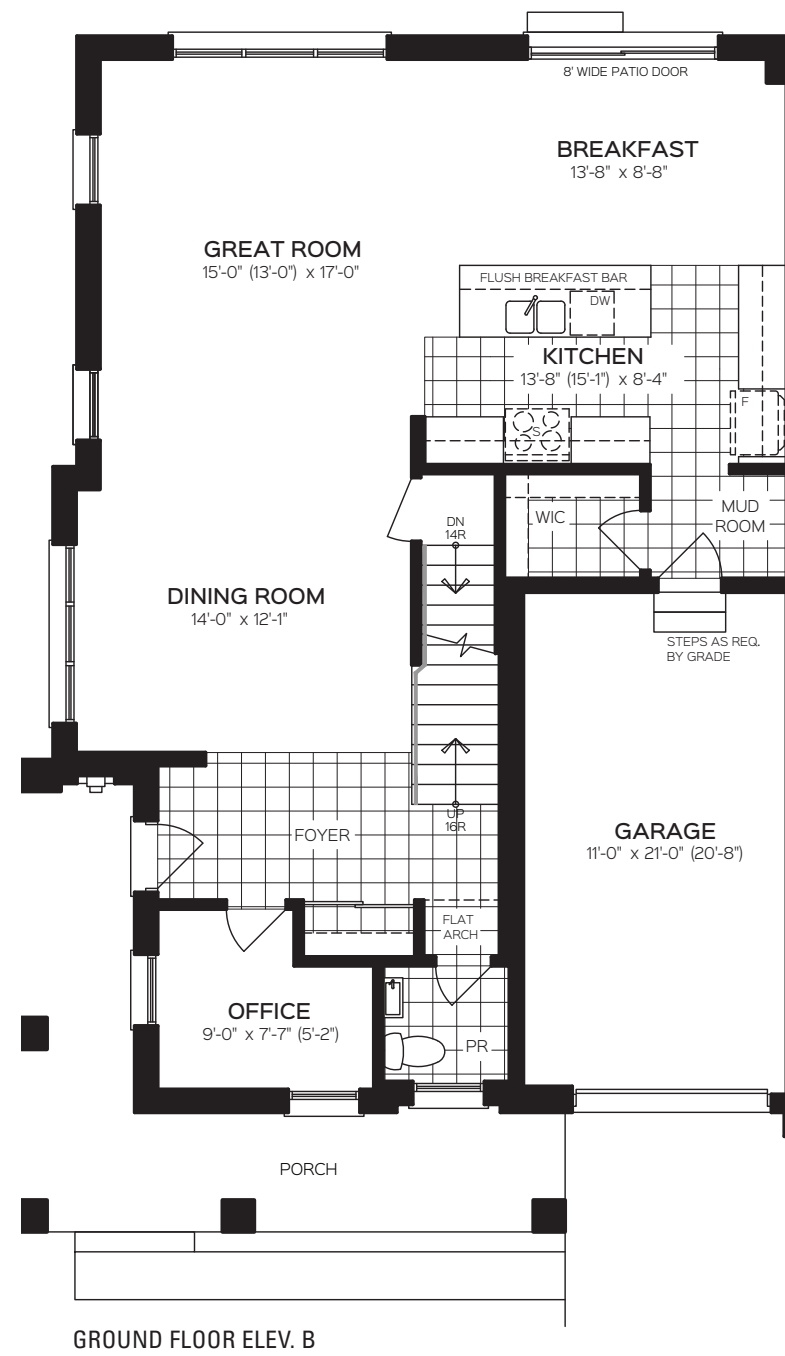 8' WIDE PATIO DOOR
BREAKFAST
13'-8" x 8'-8"
GREAT ROOM
15'-0" (13'-0") x 17'-0"
FLUSH BREAKFAST BAR
DW
KITCHEN
13'-8" (15'-1") x 8'-4"
F
S
WIC
MUD
ROOM
DN
14R
DINING ROOM
14'-0" x 12'-1"
STEPS AS REQ.
BY GRADE
UP
16R
FOYER
GARAGE
11'-0" x 21'-0" (20'-8")
FLAT
ARCH
OFFICE
9'-0" x 7'-7" (5'-2")
PR
PORCH
GROUND FLOOR ELEV. B